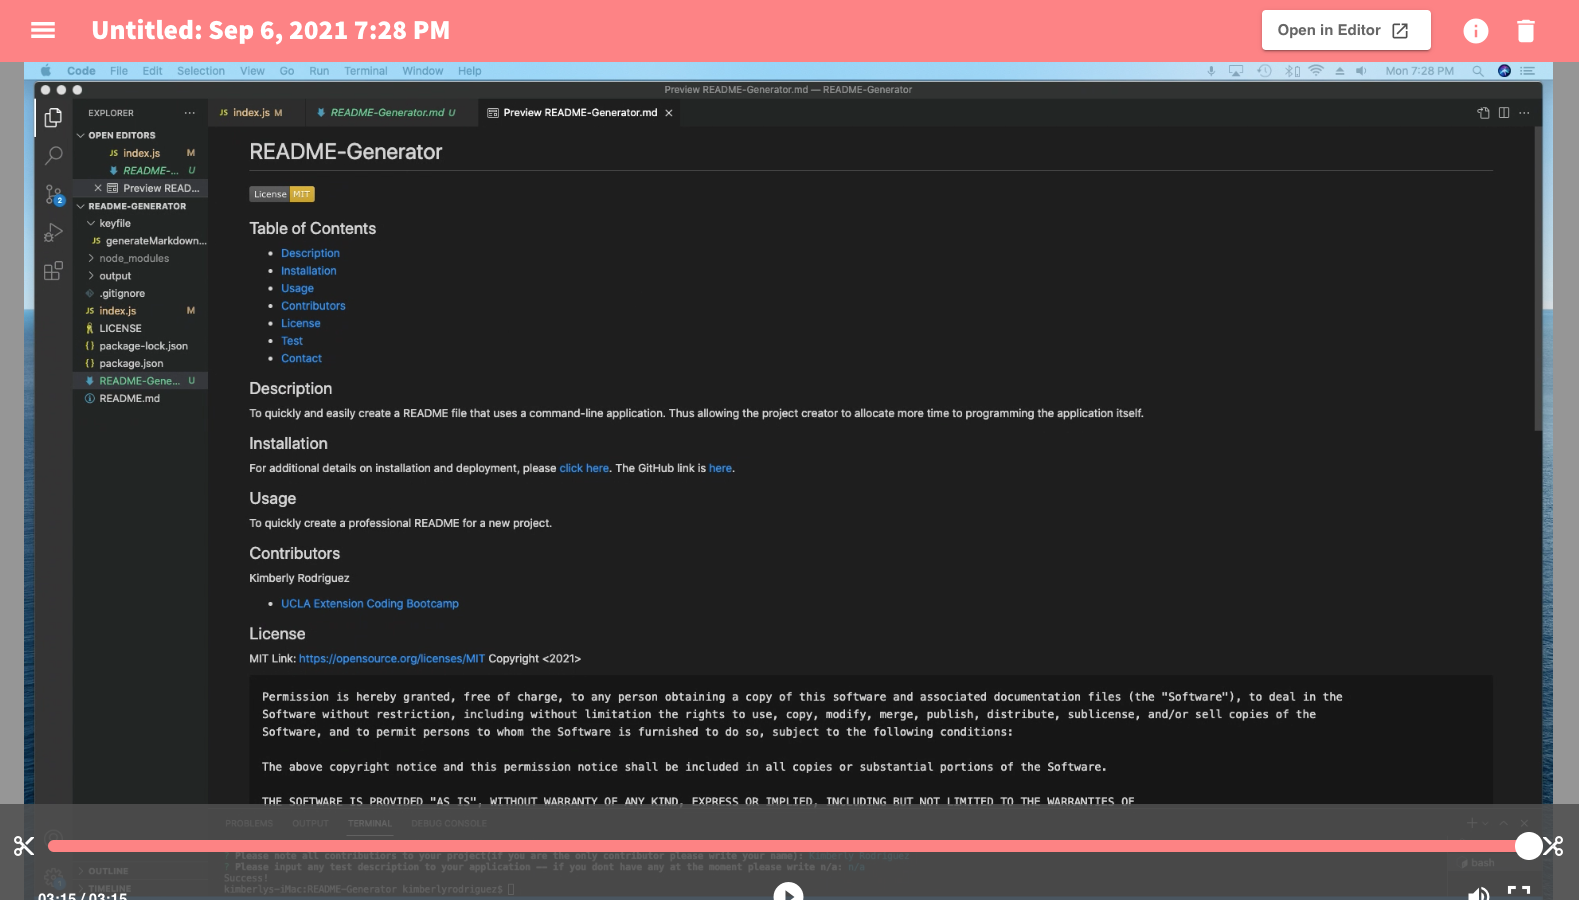 Untitled: Sep 6, 2021 7:28 PM
Open in Editor
Code File Edit Selection View Go Run Terminal Window Help
Mon 7:28 PM
Preview README-Generator.md — README-Generator
EXPLORER
index.js M
README-Generator.md U
Preview README-Generator.md
OPEN EDITORS
JS index.js M
README-... U
Preview READ...
README-GENERATOR
keyfile
JS generateMarkdown...
node_modules
output
.gitignore
JS index.js M
LICENSE
{} package-lock.json
{} package.json
README-Gene... U
README.md
2
README-Generator
License MIT
Table of Contents
• Description
• Installation
• Usage
• Contributors
• License
• Test
• Contact
Description
To quickly and easily create a README file that uses a command-line application. Thus allowing the project creator to allocate more time to programming the application itself.
Installation
For additional details on installation and deployment, please click here. The GitHub link is here.
Usage
To quickly create a professional README for a new project.
Contributors
Kimberly Rodriguez
• UCLA Extension Coding Bootcamp
License
MIT Link: https://opensource.org/licenses/MIT Copyright <2021>
Permission is hereby granted, free of charge, to any person obtaining a copy of this software and associated documentation files (the "Software"), to deal in the
Software without restriction, including without limitation the rights to use, copy, modify, merge, publish, distribute, sublicense, and/or sell copies of the
Software, and to permit persons to whom the Software is furnished to do so, subject to the following conditions:
The above copyright notice and this permission notice shall be included in all copies or substantial portions of the Software.
THE SOFTWARE IS PROVIDED "AS IS", WITHOUT WARRANTY OF ANY KIND, EXPRESS OR IMPLIED, INCLUDING BUT NOT LIMITED TO THE WARRANTIES OF
PROBLEMS OUTPUT TERMINAL DEBUG CONSOLE
? Please note all contributiors to your project(if you are the only contributor please write your name): Kimberly Rodriguez
? Please input any test description to your application -- if you dont have any at the moment please write n/a: n/a
Success!
kimberlys-iMac:README-Generator kimberlyrodriguez$
bash
OUTLINE
TIMELINE
03:15 / 03:15